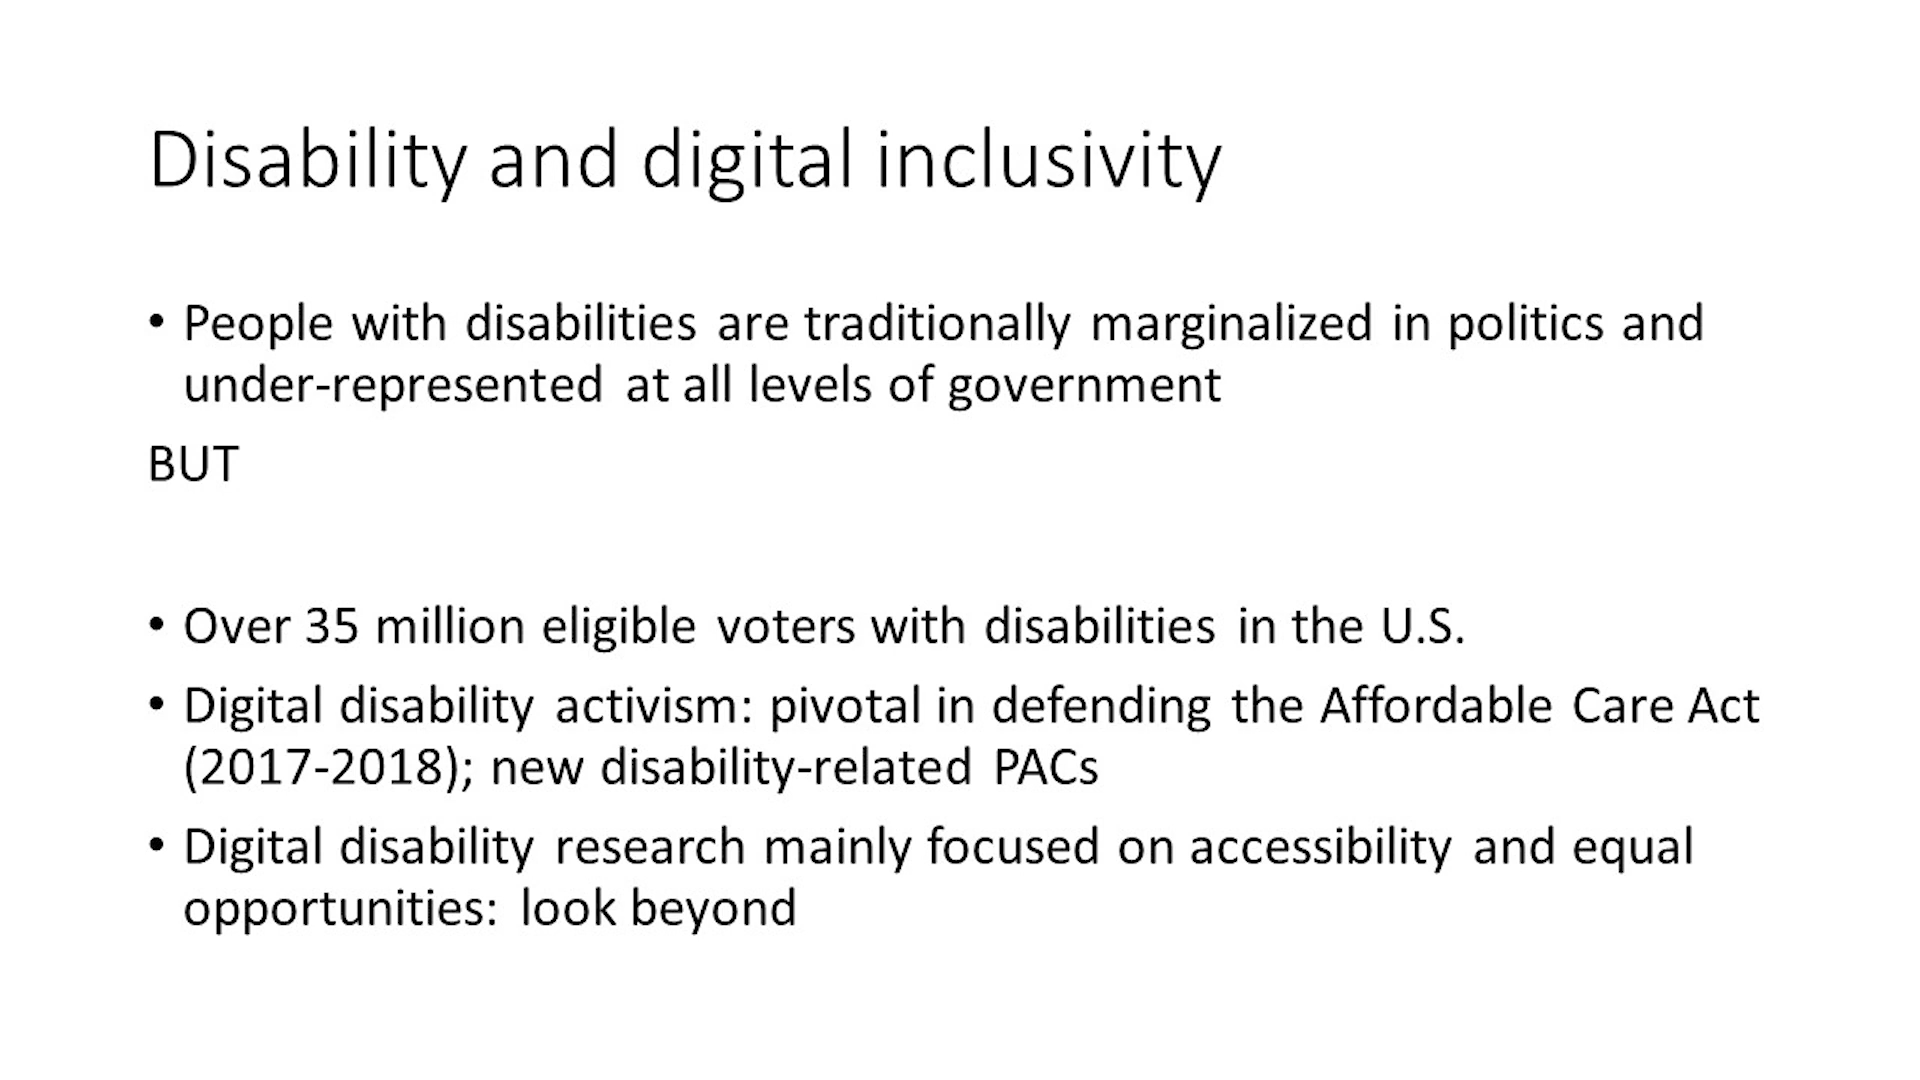 Disability and digital inclusivity
• People with disabilities are traditionally marginalized in politics and
under-represented at all levels of government
BUT
• Over 35 million eligible voters with disabilities in the U.S.
• Digital disability activism: pivotal in defending the Affordable Care Act
(2017-2018); new disability-related PACs
• Digital disability research mainly focused on accessibility and equal
opportunities: look beyond